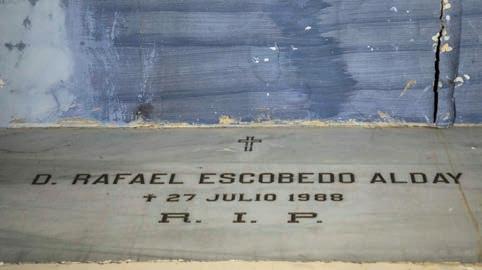 D. RAFAEL ESCOBEDO ALDAY
✝ 27 JULIO 1988
R. I. P.